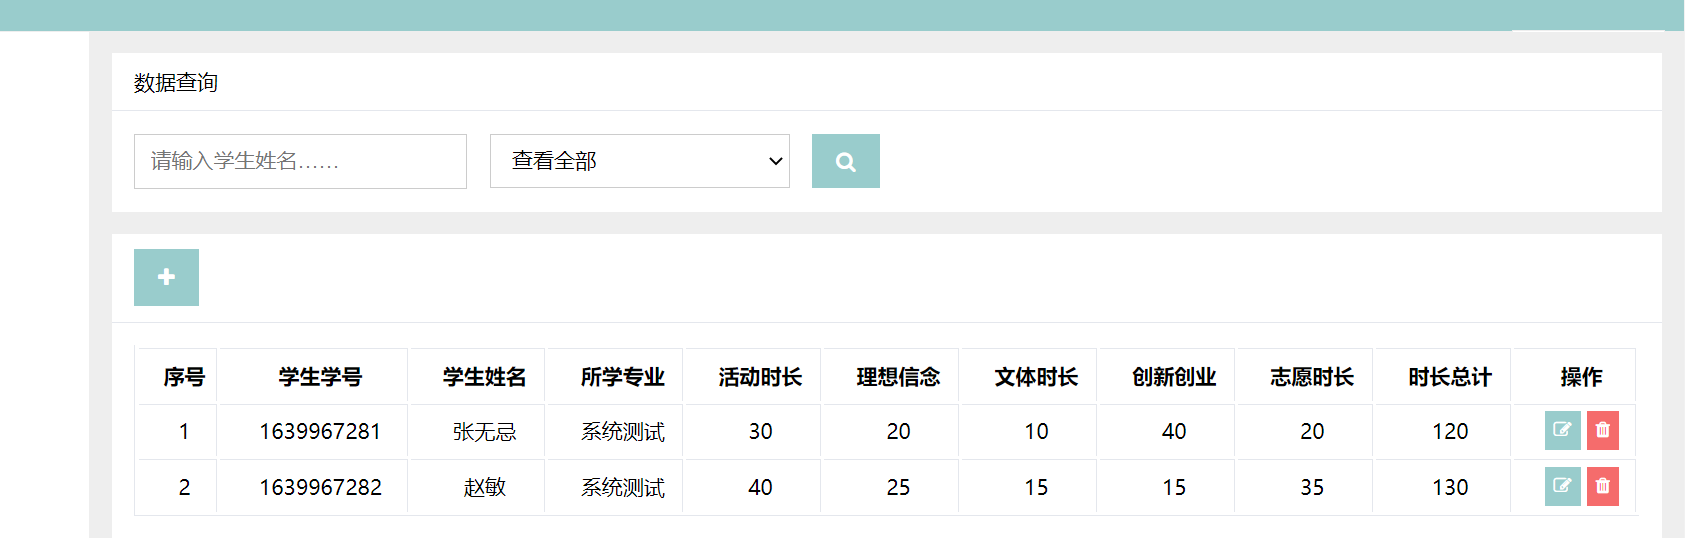 数据查询
请输入学生姓名…… 查看全部
序号 学生学号 学生姓名 所学专业 活动时长 理想信念 文体时长 创新创业 志愿时长 时长总计 操作
1 1639967281 张无忌 系统测试 30 20 10 40 20 120
2 1639967282 赵敏 系统测试 40 25 15 15 35 130